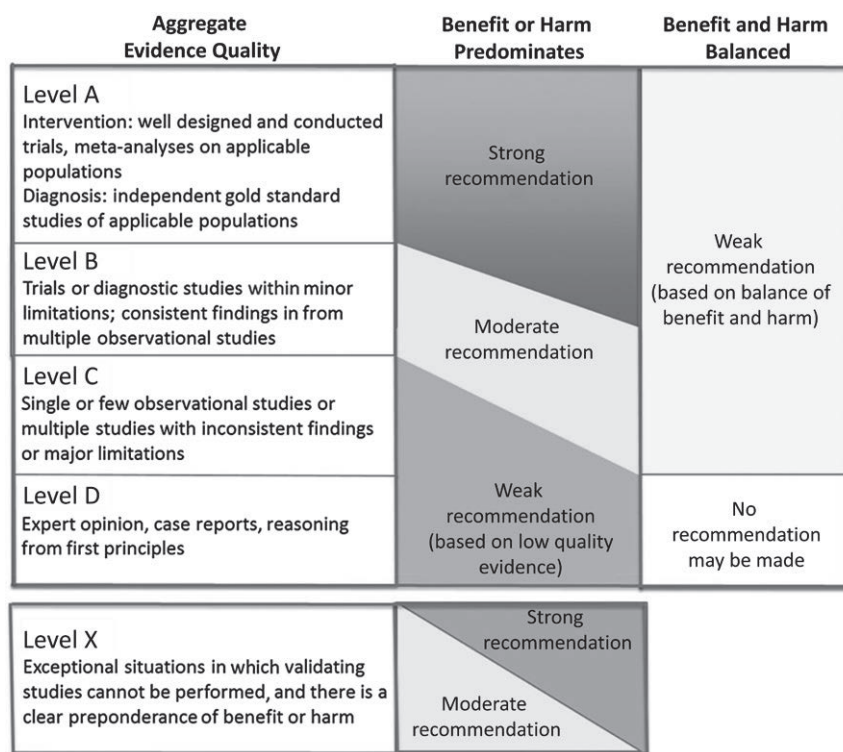 Aggregate
Evidence Quality
Benefit or Harm
Predominates
Benefit and Harm
Balanced
Level A
Intervention: well designed and conducted
trials, meta-analyses on applicable
populations
Diagnosis: independent gold standard
studies of applicable populations
Strong
recommendation
Weak
recommendation
(based on balance of
benefit and harm)
Level B
Trials or diagnostic studies within minor
limitations; consistent findings in from
multiple observational studies
Moderate
recommendation
Level C
Single or few observational studies or
multiple studies with inconsistent findings
or major limitations
Level D
Expert opinion, case reports, reasoning
from first principles
Weak
recommendation
(based on low quality
evidence)
No
recommendation
may be made
Level X
Exceptional situations in which validating
studies cannot be performed, and there is a
clear preponderance of benefit or harm
Strong
recommendation
Moderate
recommendation